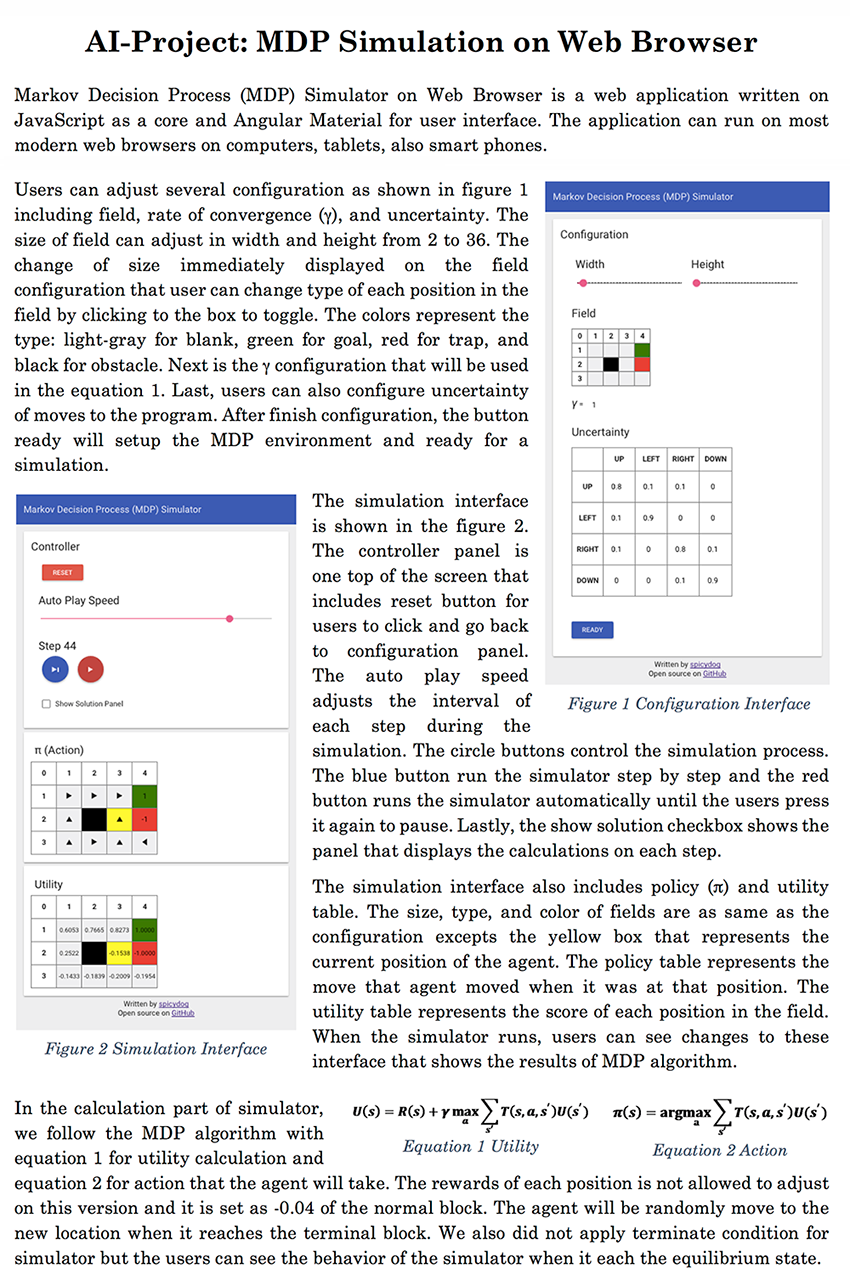 AI-Project: MDP Simulation on Web Browser
Markov Decision Process (MDP) Simulator on Web Browser is a web application written on
JavaScript as a core and Angular Material for user interface. The application can run on most
modern web browsers on computers, tablets, also smart phones.
Users can adjust several configuration as shown in figure 1
including field, rate of convergence (γ), and uncertainty. The
size of field can adjust in width and height from 2 to 36. The
change of size immediately displayed on the field
configuration that user can change type of each position in the
field by clicking to the box to toggle. The colors represent the
type: light-gray for blank, green for goal, red for trap, and
black for obstacle. Next is the γ configuration that will be used
in the equation 1. Last, users can also configure uncertainty
of moves to the program. After finish configuration, the button
ready will setup the MDP environment and ready for a
simulation.
Markov Decision Process (MDP) Simulator
Configuration
Width Height
Field
0 1 2 3 4
1
2
3
γ = 1
Uncertainty
UP LEFT RIGHT DOWN
UP 0.8 0.1 0.1 0
LEFT 0.1 0.9 0 0
RIGHT 0.1 0 0.8 0.1
DOWN 0 0 0.1 0.9
READY
Written by spicydog
Open source on GitHub
Figure 1 Configuration Interface
Markov Decision Process (MDP) Simulator
Controller
RESET
Auto Play Speed
Step 44
Show Solution Panel
π (Action)
0 1 2 3 4
1 ▶ ▶ ▶ 1
2 ▲ ▲ -1
3 ▲ ▶ ▲ ◀
Utility
0 1 2 3 4
1 0.6053 0.7665 0.8273 1.0000
2 0.2522 -0.1538 -1.0000
3 -0.1433 -0.1839 -0.2009 -0.1954
Written by spicydog
Open source on GitHub
Figure 2 Simulation Interface
The simulation interface
is shown in the figure 2.
The controller panel is
one top of the screen that
includes reset button for
users to click and go back
to configuration panel.
The auto play speed
adjusts the interval of
each step during the
simulation. The circle buttons control the simulation process.
The blue button run the simulator step by step and the red
button runs the simulator automatically until the users press
it again to pause. Lastly, the show solution checkbox shows the
panel that displays the calculations on each step.
The simulation interface also includes policy (π) and utility
table. The size, type, and color of fields are as same as the
configuration excepts the yellow box that represents the
current position of the agent. The policy table represents the
move that agent moved when it was at that position. The
utility table represents the score of each position in the field.
When the simulator runs, users can see changes to these
interface that shows the results of MDP algorithm.
In the calculation part of simulator,
we follow the MDP algorithm with
equation 1 for utility calculation and
U(s) = R(s) + γ max_a ∑_s′ T(s, a, s′)U(s′)
Equation 1 Utility
π(s) = argmax_a ∑_s′ T(s, a, s′)U(s′)
Equation 2 Action
equation 2 for action that the agent will take. The rewards of each position is not allowed to adjust
on this version and it is set as -0.04 of the normal block. The agent will be randomly move to the
new location when it reaches the terminal block. We also did not apply terminate condition for
simulator but the users can see the behavior of the simulator when it each the equilibrium state.